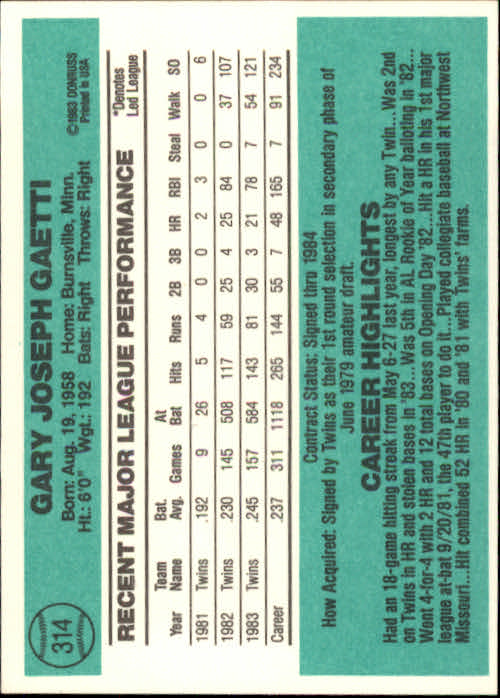 314
GARY JOSEPH GAETTI
Born: Aug. 19, 1958 Home: Burnsville, Minn.
Ht.: 6'0" Wgt.: 192 Bats: Right Throws: Right
©1983 DONRUSS
Printed in USA
RECENT MAJOR LEAGUE PERFORMANCE
*Denotes
Led League
Year Team Name Bat. Avg. Games At Bat Hits Runs 2B 3B HR RBI Steal Walk SO
1981 Twins .192 9 26 5 4 0 0 2 3 0 0 6
1982 Twins .230 145 508 117 59 25 4 25 84 0 37 107
1983 Twins .245 157 584 143 81 30 3 21 78 7 54 121
Career .237 311 1118 265 144 55 7 48 165 7 91 234
Contract Status: Signed thru 1984
How Acquired: Signed by Twins as their 1st round selection in secondary phase of
June 1979 amateur draft.
CAREER HIGHLIGHTS
Had an 18-game hitting streak from May 6-27 last year, longest by any Twin...Was 2nd
on Twins in HR and stolen bases in '83...Was 5th in AL Rookie of Year balloting in '82...
Went 4-for-4 with 2 HR and 12 total bases on Opening Day '82...Hit a HR in his 1st major
league at-bat 9/20/81, the 47th player to do it...Played collegiate baseball at Northwest
Missouri...Hit combined 52 HR in '80 and '81 with Twins' farms.